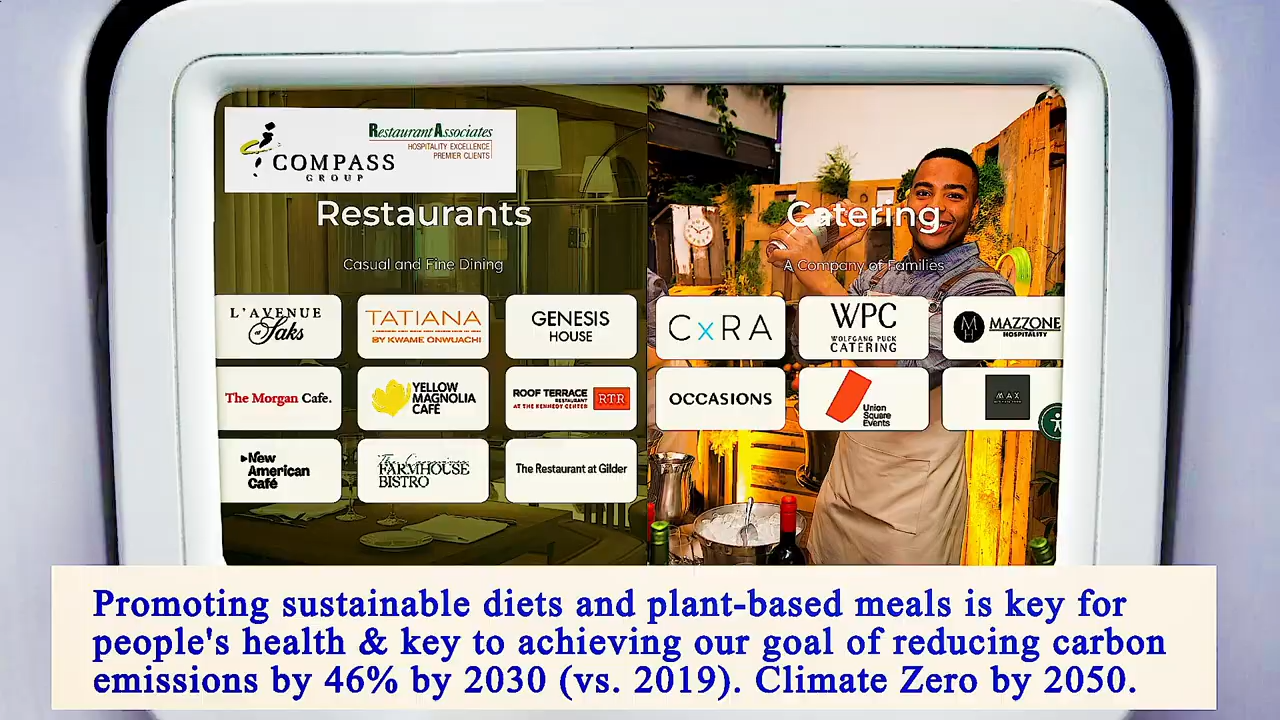 COMPASS
GROUP
Restaurant Associates
HOSPITALITY EXCELLENCE
PREMIER CLIENTS
Restaurants
Casual and Fine Dining
L'AVENUE
at Saks
TATIANA
BY KWAME ONWUACHI
GENESIS
HOUSE
The Morgan Cafe.
YELLOW
MAGNOLIA
CAFÉ
ROOF TERRACE
RESTAURANT
AT THE KENNEDY CENTER
RTR
New
American
Café
FARMHOUSE
BISTRO
The Restaurant at Gilder
Catering
A Company of Families
CxRA
WPC
WOLFGANG PUCK
CATERING
MH
MAZZONE
HOSPITALITY
OCCASIONS
Union
Square
Events
MAX
Promoting sustainable diets and plant-based meals is key for
people's health & key to achieving our goal of reducing carbon
emissions by 46% by 2030 (vs. 2019). Climate Zero by 2050.